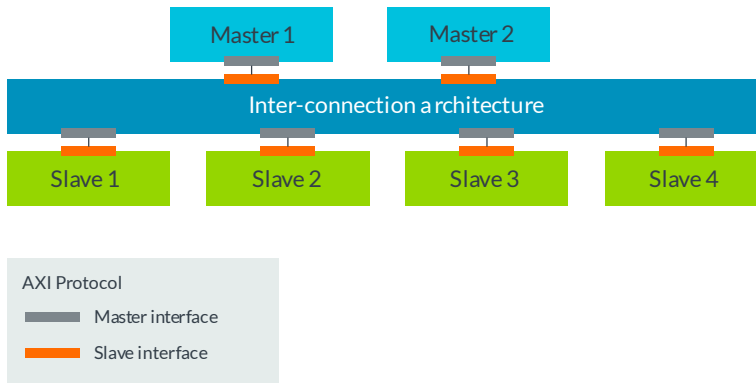 Master 1
Master 2
Inter-connection architecture
Slave 1
Slave 2
Slave 3
Slave 4
AXI Protocol
Master interface
Slave interface